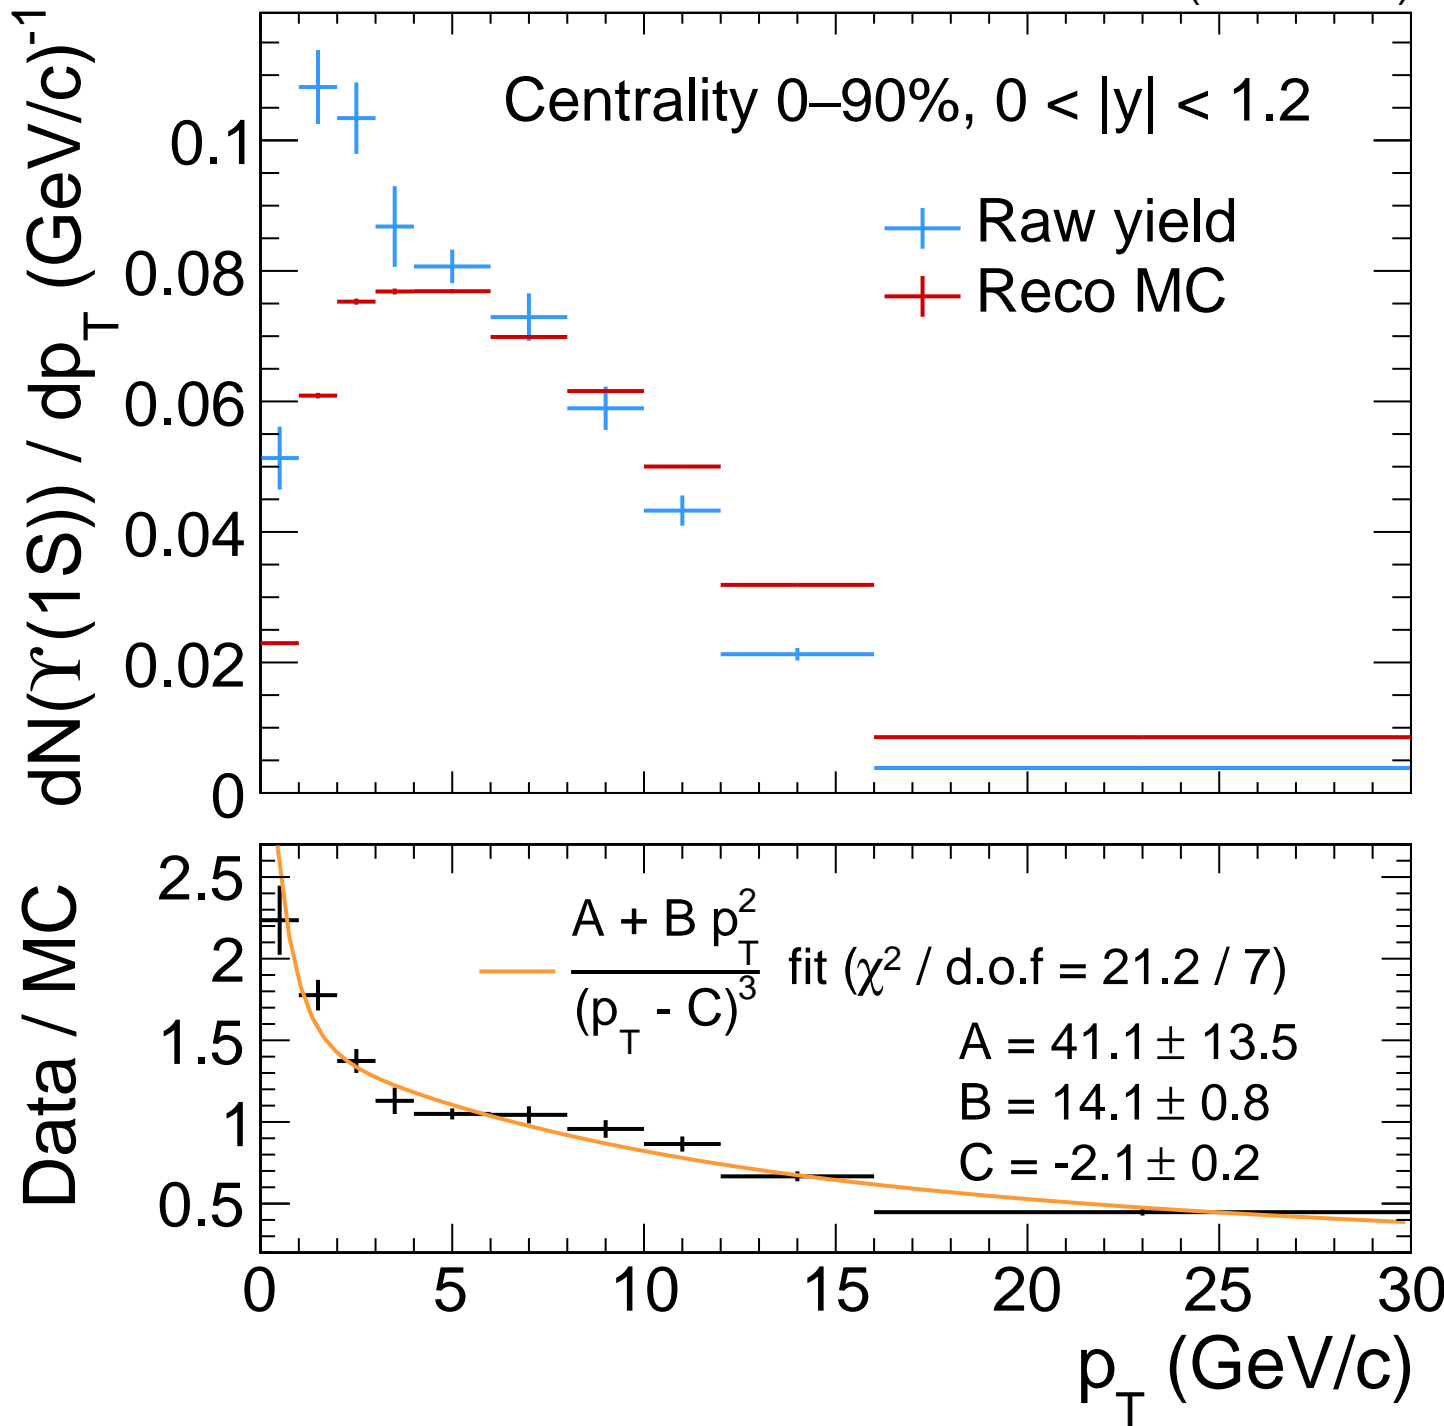 dN(ϒ(1S)) / dp_T (GeV/c)^-1
0.1
0.08
0.06
0.04
0.02
0
Centrality 0–90%, 0 < |y| < 1.2
Raw yield
Reco MC
Data / MC
2.5
2
1.5
1
0.5
A + B p_T^2
(p_T - C)^3
fit (χ² / d.o.f = 21.2 / 7)
A = 41.1 ± 13.5
B = 14.1 ± 0.8
C = -2.1 ± 0.2
0 5 10 15 20 25 30
p_T (GeV/c)